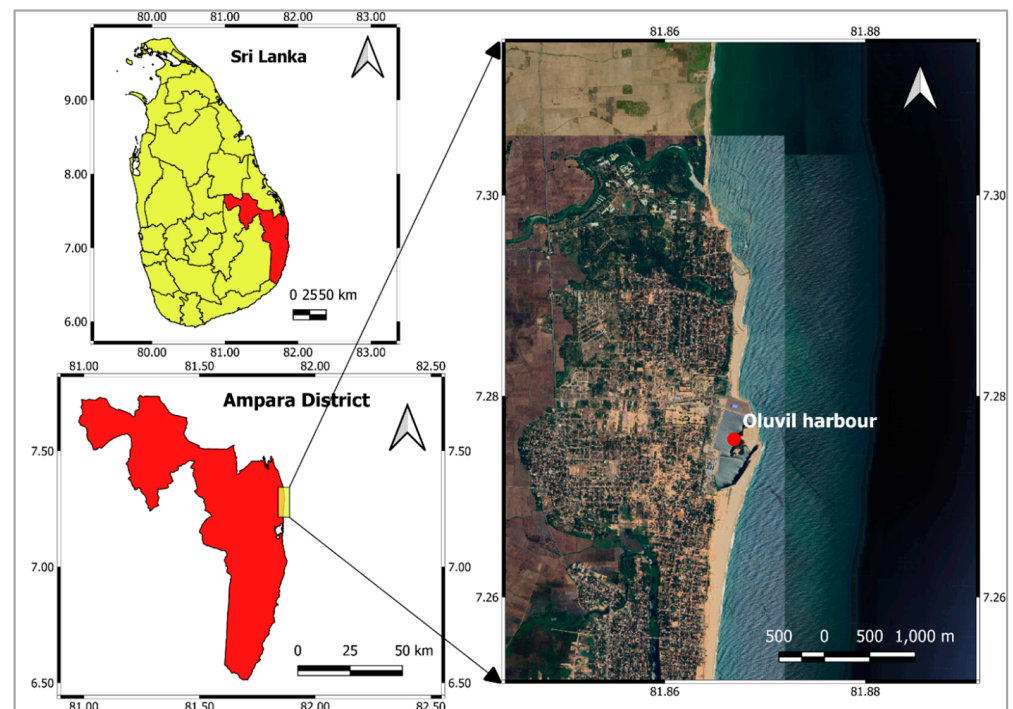 80.00 81.00 82.00 83.00
Sri Lanka
9.00
8.00
7.00
6.00
0 2550 km
80.00 81.00 82.00 83.00
81.00 81.50 82.00 82.50
Ampara District
7.50 7.50
7.00 7.00
0 25 50 km
6.50 6.50
81.00 81.50 82.00 82.50
81.86 81.88
7.30 7.30
7.28 7.28
Oluvil harbour
7.26 7.26
500 0 500 1,000 m
81.86 81.88